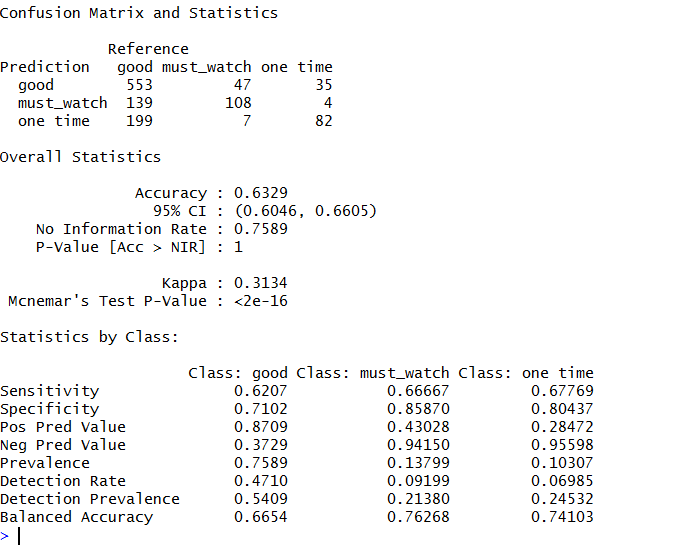 Confusion Matrix and Statistics

            Reference
Prediction   good must_watch one time
  good        553         47       35
  must_watch  139        108        4
  one time    199          7       82

Overall Statistics

               Accuracy : 0.6329
                 95% CI : (0.6046, 0.6605)
    No Information Rate : 0.7589
    P-Value [Acc > NIR] : 1

                  Kappa : 0.3134
 Mcnemar's Test P-Value : <2e-16

Statistics by Class:

                     Class: good Class: must_watch Class: one time
Sensitivity               0.6207           0.66667         0.67769
Specificity               0.7102           0.85870         0.80437
Pos Pred Value            0.8709           0.43028         0.28472
Neg Pred Value            0.3729           0.94150         0.95598
Prevalence                0.7589           0.13799         0.10307
Detection Rate            0.4710           0.09199         0.06985
Detection Prevalence      0.5409           0.21380         0.24532
Balanced Accuracy         0.6654           0.76268         0.74103
>